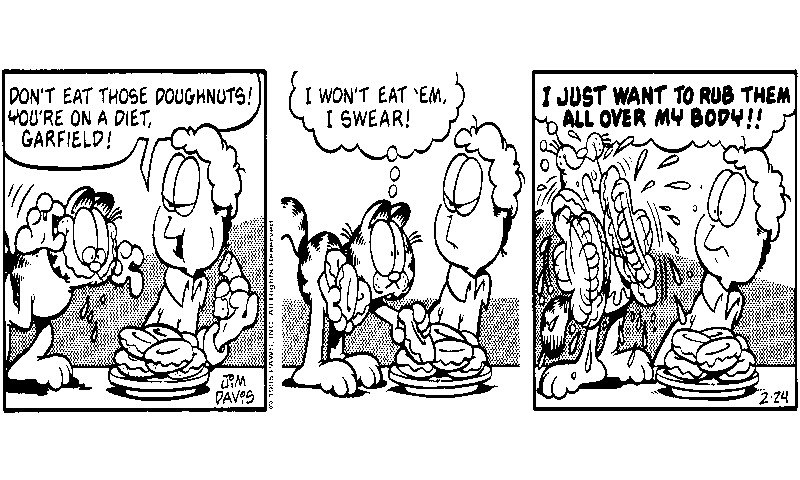 DON'T EAT THOSE DOUGHNUTS!
YOU'RE ON A DIET,
GARFIELD!
JIM
DAVIS
I WON'T EAT 'EM,
I SWEAR!
I JUST WANT TO RUB THEM
ALL OVER MY BODY!!
2-24